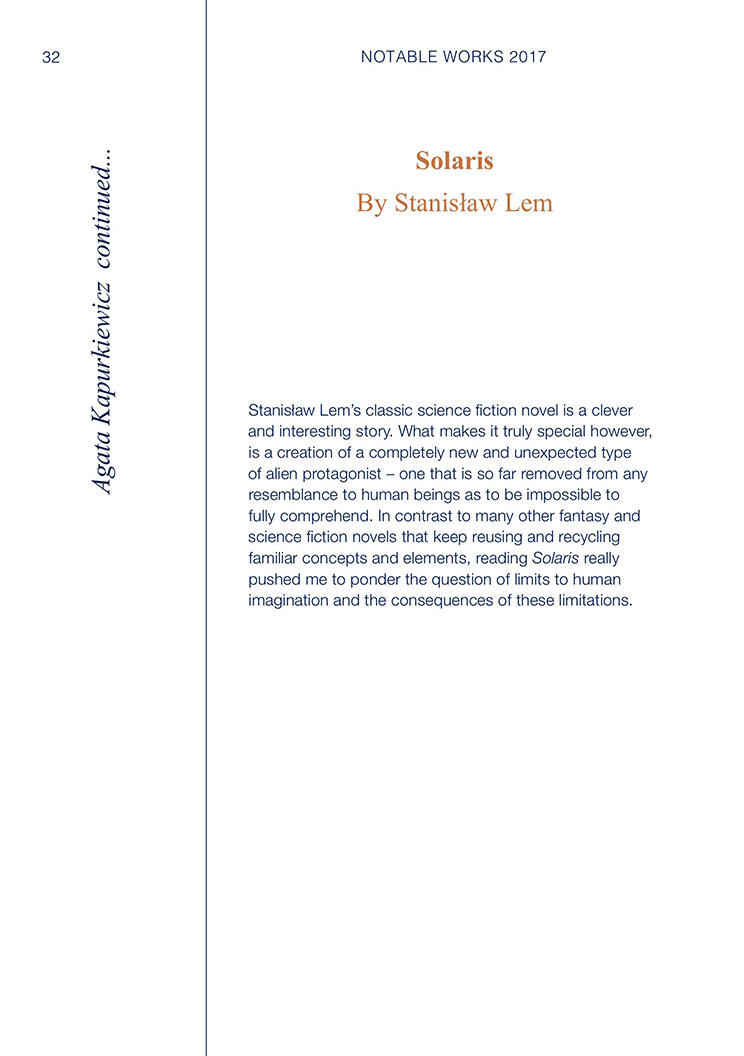 32
NOTABLE WORKS 2017
Agata Kapurkiewicz continued...
Solaris
By Stanisław Lem
Stanisław Lem’s classic science fiction novel is a clever
and interesting story. What makes it truly special however,
is a creation of a completely new and unexpected type
of alien protagonist – one that is so far removed from any
resemblance to human beings as to be impossible to
fully comprehend. In contrast to many other fantasy and
science fiction novels that keep reusing and recycling
familiar concepts and elements, reading Solaris really
pushed me to ponder the question of limits to human
imagination and the consequences of these limitations.